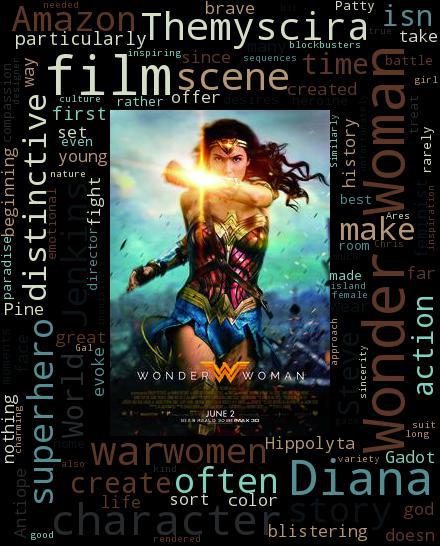 needed
brave
Patty
isn
Amazon
Themyscira
particularly
many
true
take
inspiring
blockbusters
way
since
sequences
time
battle
film
scene
designer
girl
compassion
culture
rather
offer
desires
heroine
created
first
distinctive
set
even
young
Similarly
history
treat
rarely
nature
beginning
fight
emotional
Jenkins
best
Ares
inspiration
make
Wonder Woman
room
Chris
paradise
director
made
far
island
female
Pine
action
World
superhero
great
Gal
evoke
approach
Steve
sincerity
moments
WONDER WOMAN
nothing
charming
JUNE 2
suit
long
home
war
women
Hippolyta
variety
Gadot
also
kind
create
often
Diana
Antiope
life
sort
color
story
god
character
blistering
good
rendered
doesn